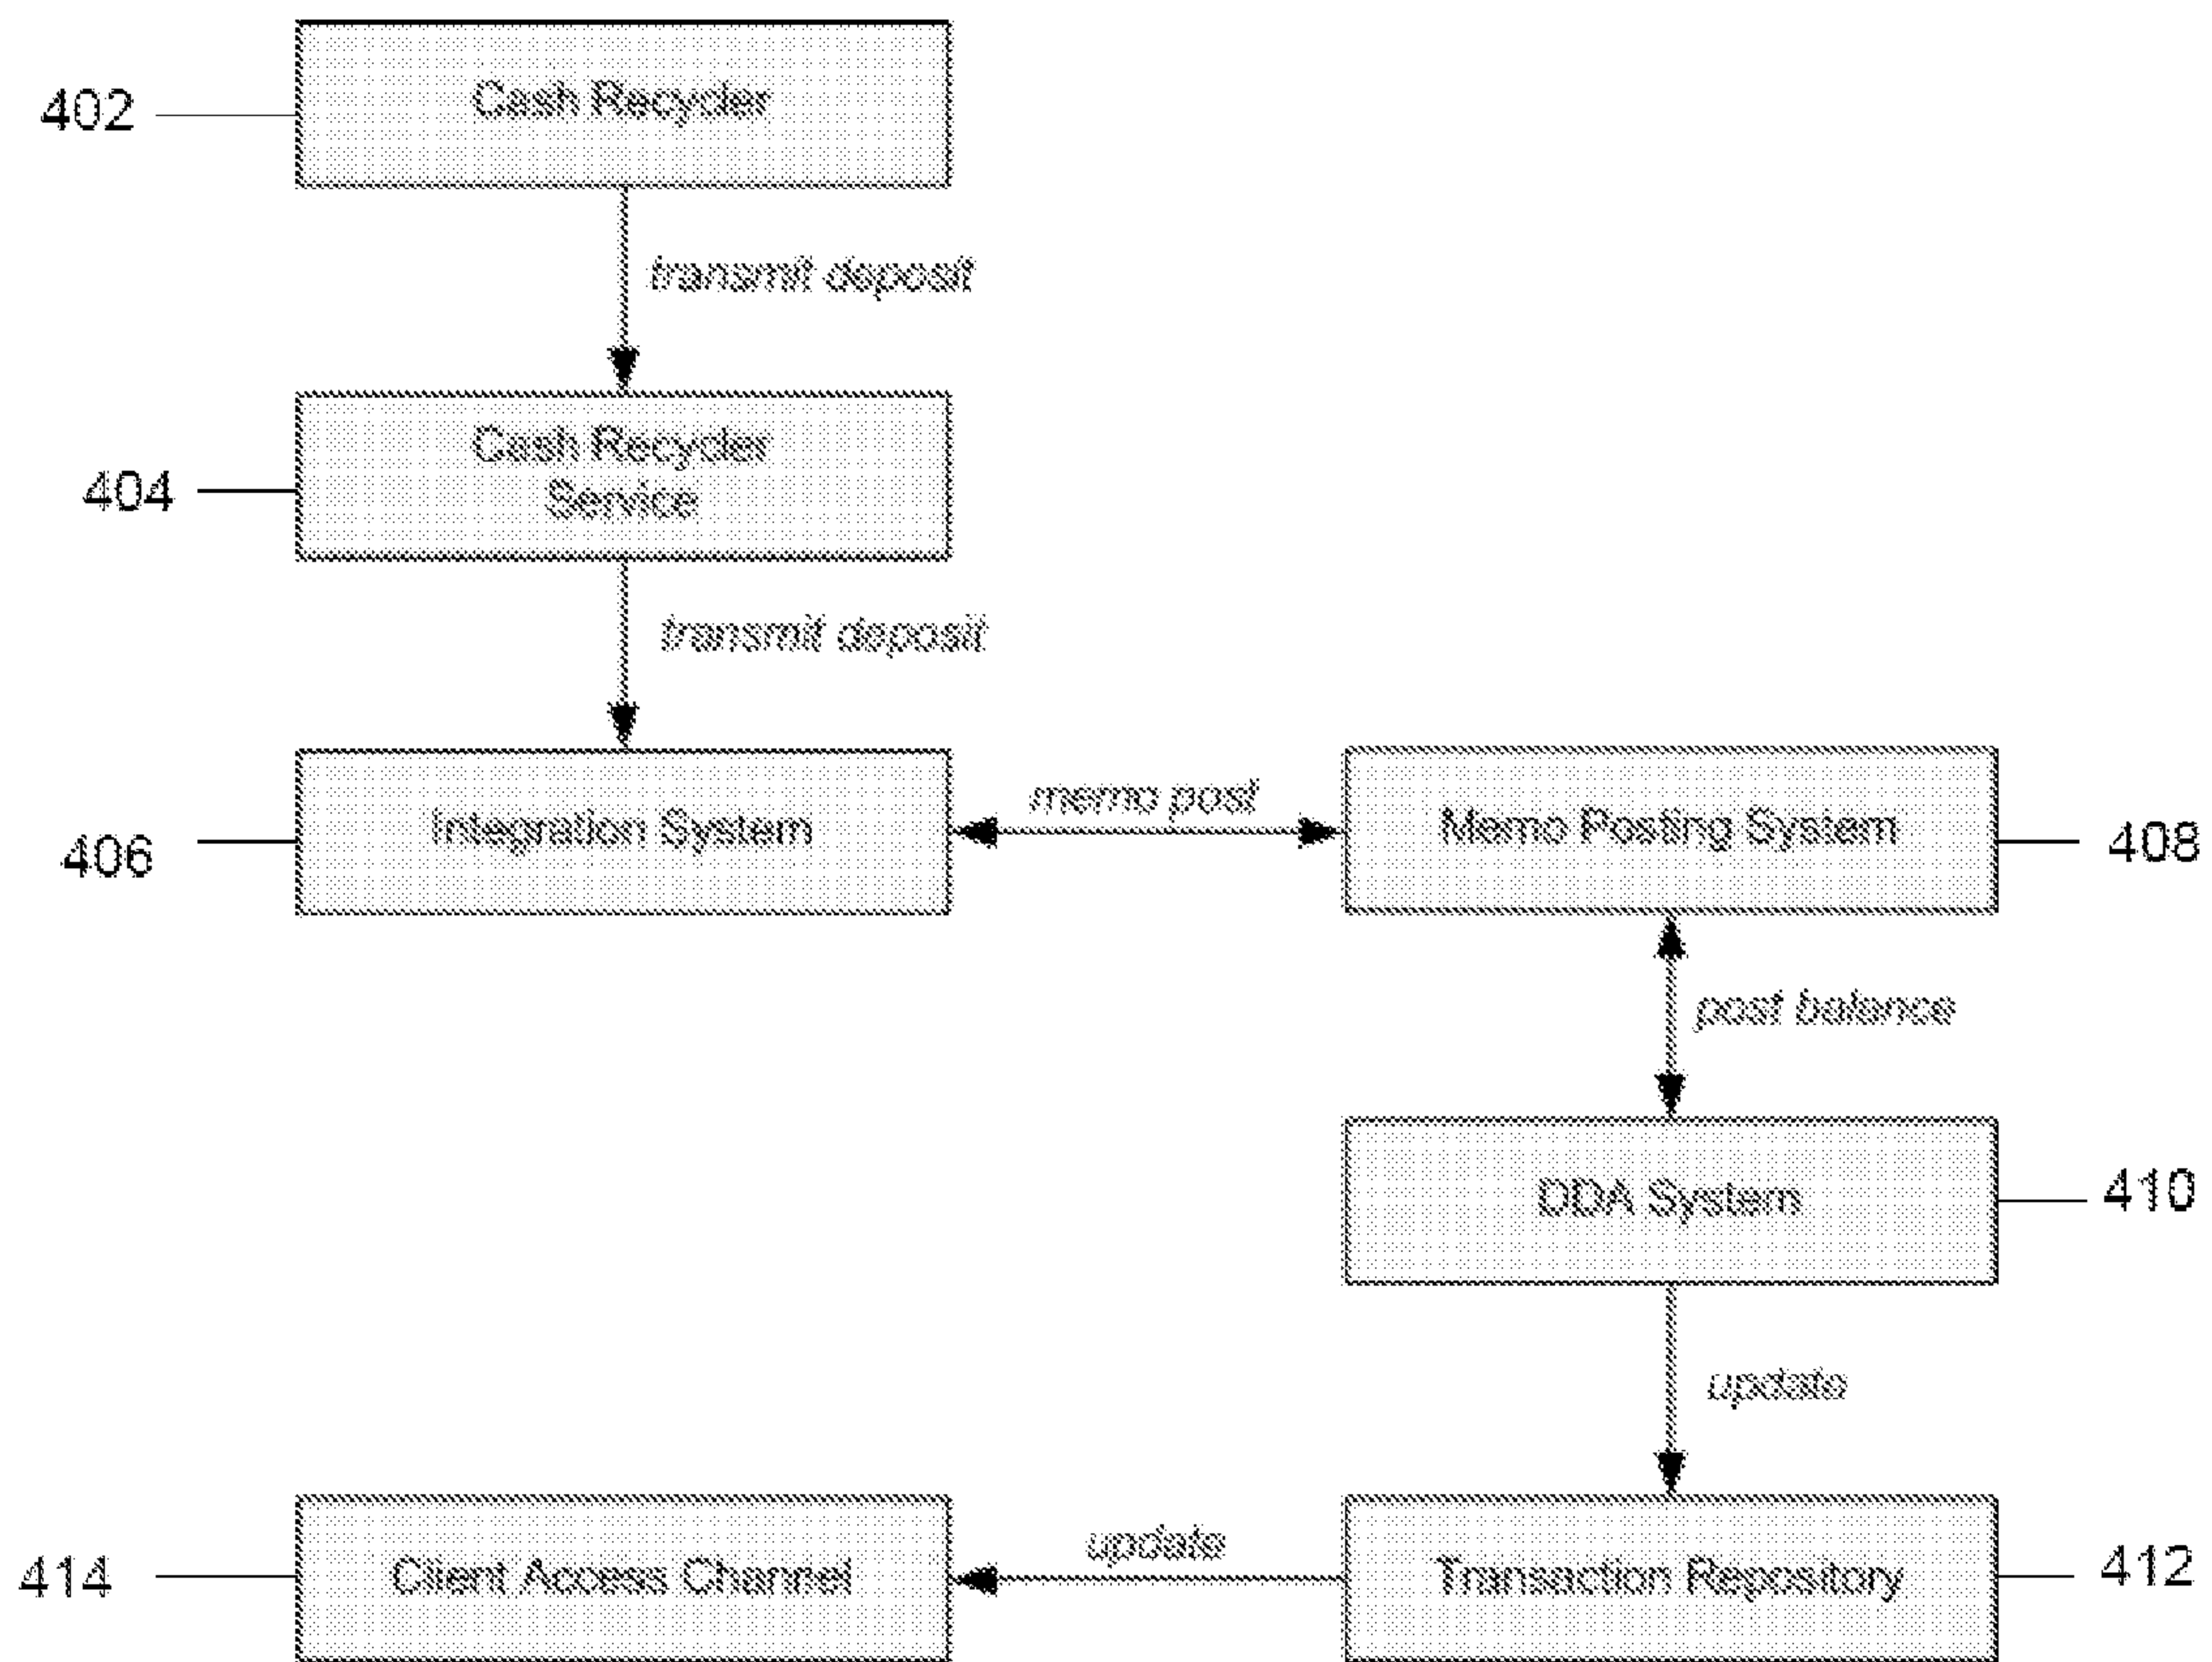 Cash Recycler
402
transmit deposit
Cash Recycler
Service
404
transmit deposit
Integration System
406
memo post
Memo Posting System
408
post balance
DDA System
410
update
Client Access Channel
414
update
Transaction Repository
412